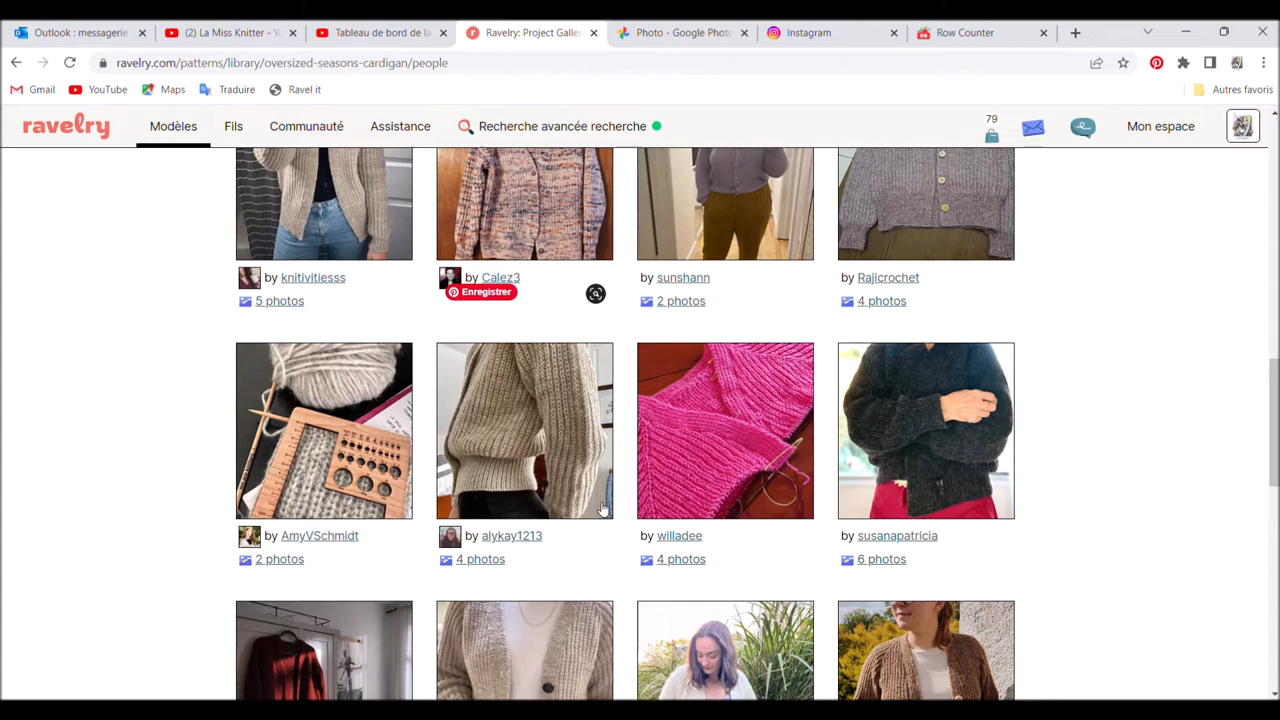 Outlook : messagerie
(2) La Miss Knitter - Yo
Tableau de bord de la
Ravelry: Project Galle
Photo - Google Photo
Instagram
Row Counter
ravelry.com/patterns/library/oversized-seasons-cardigan/people
Gmail
YouTube
Maps
Traduire
Ravel it
Autres favoris
ravelry
Modèles
Fils
Communauté
Assistance
Recherche avancée recherche
79
Mon espace
by knitivitiesss
by Calez3
by sunshann
by Rajicrochet
Enregistrer
5 photos
2 photos
4 photos
by AmyVSchmidt
by alykay1213
by willadee
by susanapatricia
2 photos
4 photos
4 photos
6 photos